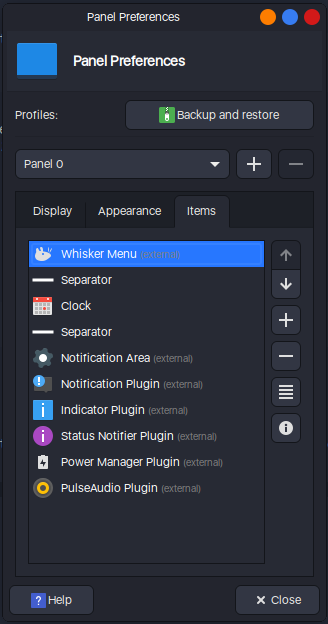 Panel Preferences
Panel Preferences
Profiles:
Backup and restore
Panel 0
Display
Appearance
Items
Whisker Menu (external)
Separator
Clock
Separator
Notification Area (external)
Notification Plugin (external)
Indicator Plugin (external)
Status Notifier Plugin (external)
Power Manager Plugin (external)
PulseAudio Plugin (external)
Help
Close